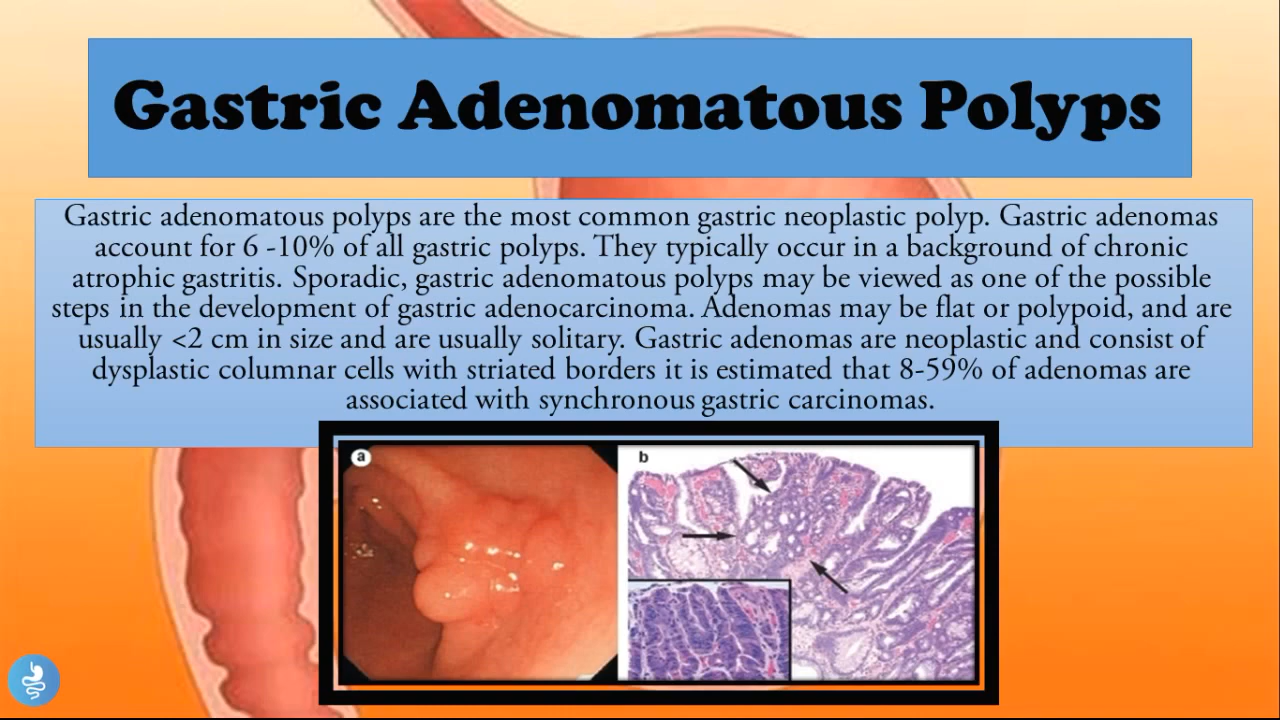 Gastric Adenomatous Polyps
Gastric adenomatous polyps are the most common gastric neoplastic polyp. Gastric adenomas
account for 6 -10% of all gastric polyps. They typically occur in a background of chronic
atrophic gastritis. Sporadic, gastric adenomatous polyps may be viewed as one of the possible
steps in the development of gastric adenocarcinoma. Adenomas may be flat or polypoid, and are
usually <2 cm in size and are usually solitary. Gastric adenomas are neoplastic and consist of
dysplastic columnar cells with striated borders it is estimated that 8-59% of adenomas are
associated with synchronous gastric carcinomas.
a
b